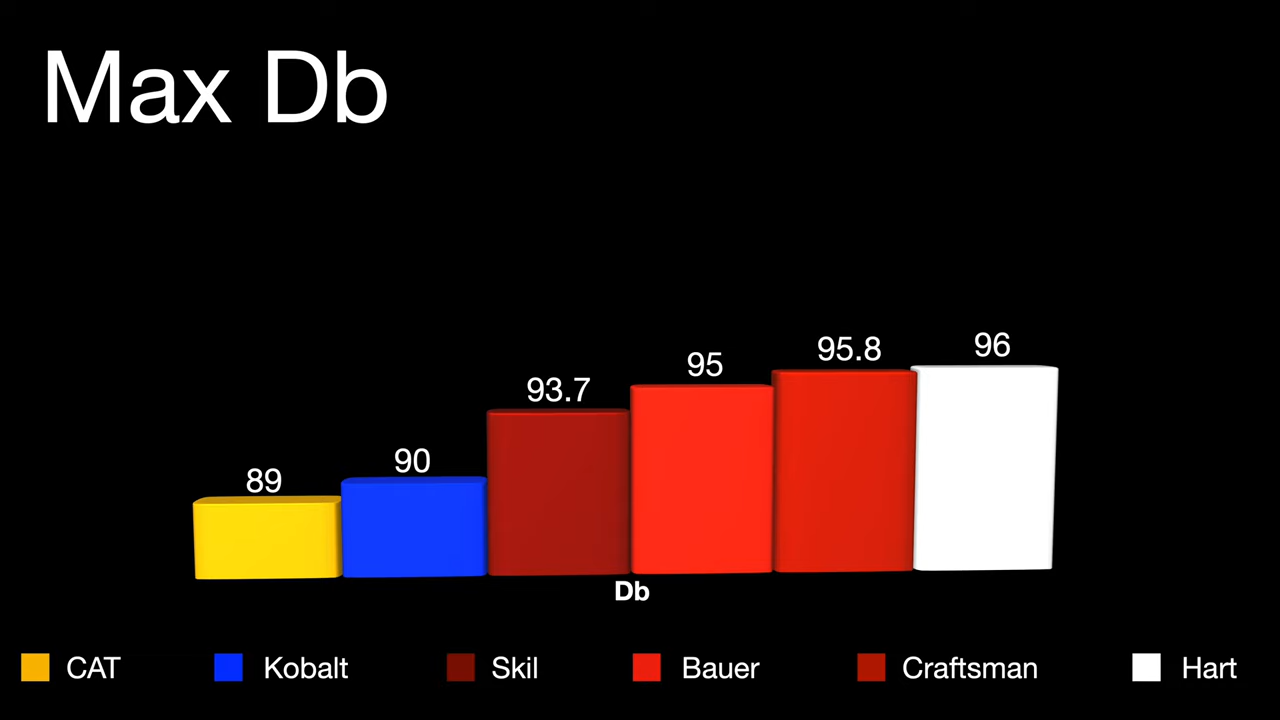 Max Db
89
90
93.7
95
95.8
96
Db
CAT
Kobalt
Skil
Bauer
Craftsman
Hart